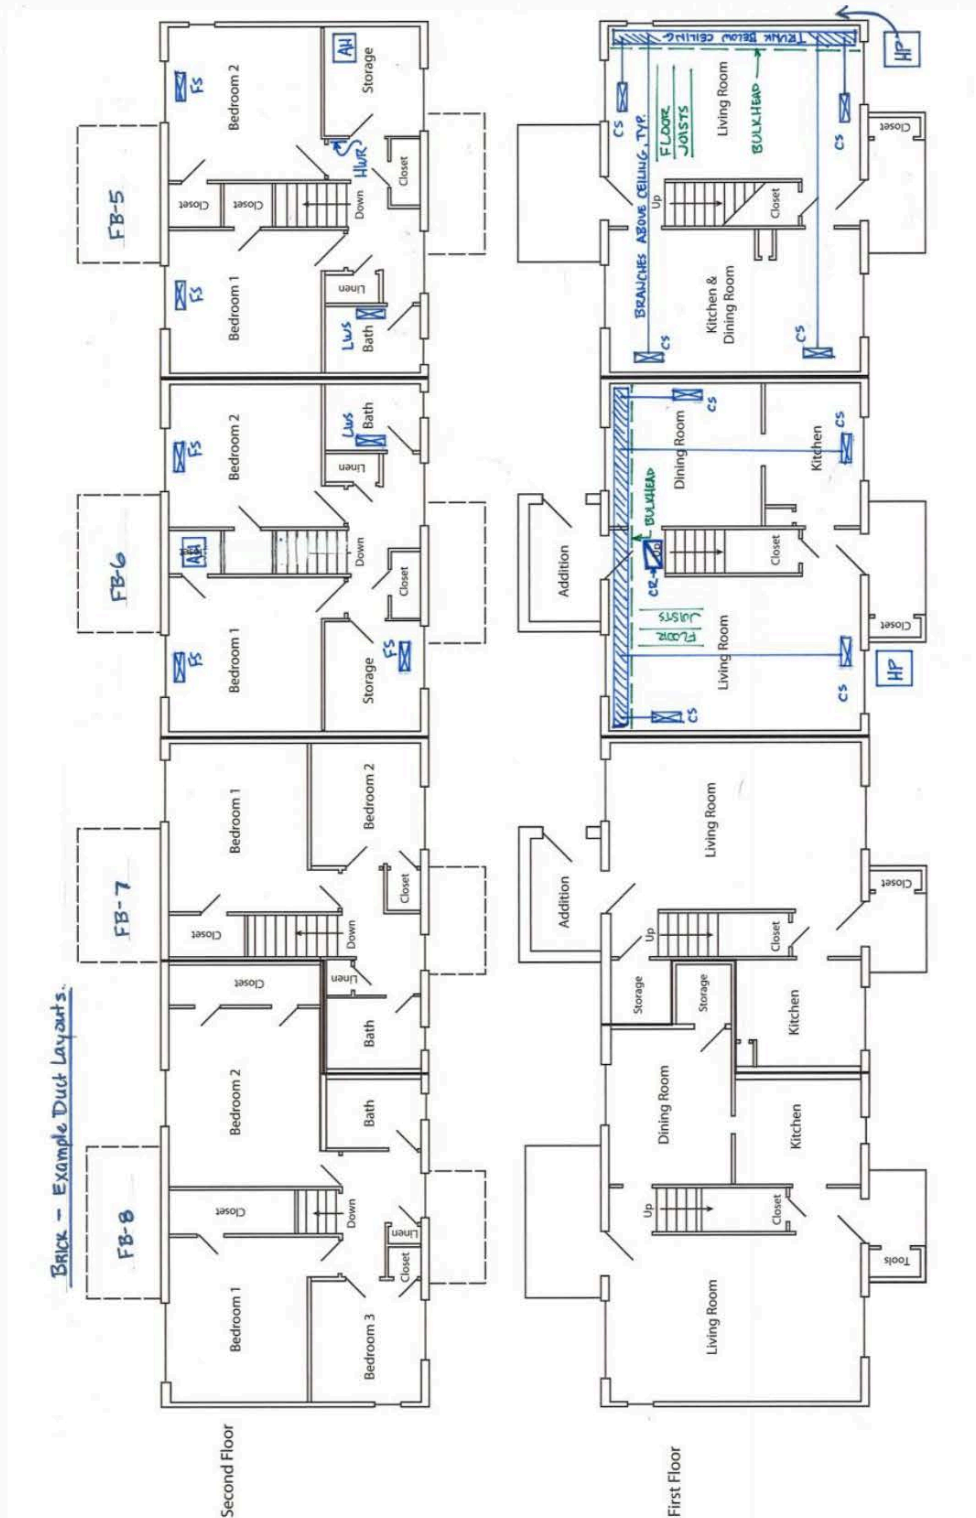 BRICK - Example Duct Layouts.
FB-8
FB-7
FB-6
FB-5
Second Floor
Bedroom 1
Closet
Bedroom 2
Closet
Down
Bath
Linen
Closet
Bedroom 3
Closet
Bedroom 1
Down
Linen
Bath
Closet
Bedroom 2
FS
Bedroom 1
AH
FS
Bedroom 2
Down
Linen
LWS
Bath
Closet
Storage
FS
FS
Bedroom 1
Closet
Closet
FS
Bedroom 2
AH
Storage
Linen
LWS
Bath
Down
HWR
Closet
First Floor
Living Room
Up
Closet
Dining Room
Storage
Kitchen
Tools
Addition
Storage
Up
Living Room
Closet
Kitchen
Closet
Addition
BULKHEAD
CR
UP
FLOOR
JOISTS
CS
Living Room
Dining Room
CS
Closet
Kitchen
CS
CS
Closet
HP
TRUNK BELOW CEILING
BRANCHES ABOVE CEILING, TYP.
CS
CS
Up
FLOOR
JOISTS
Living Room
BULKHEAD
Kitchen &
Dining Room
Closet
CS
CS
Closet
HP